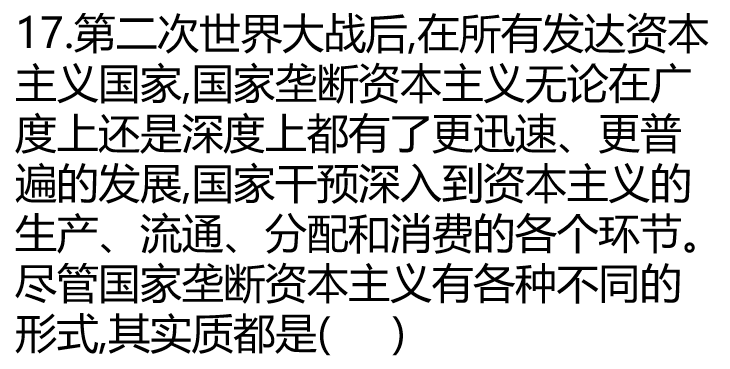 17.第二次世界大战后,在所有发达资本
主义国家,国家垄断资本主义无论在广
度上还是深度上都有了更迅速、更普
遍的发展,国家干预深入到资本主义的
生产、流通、分配和消费的各个环节。
尽管国家垄断资本主义有各种不同的
形式,其实质都是(    )